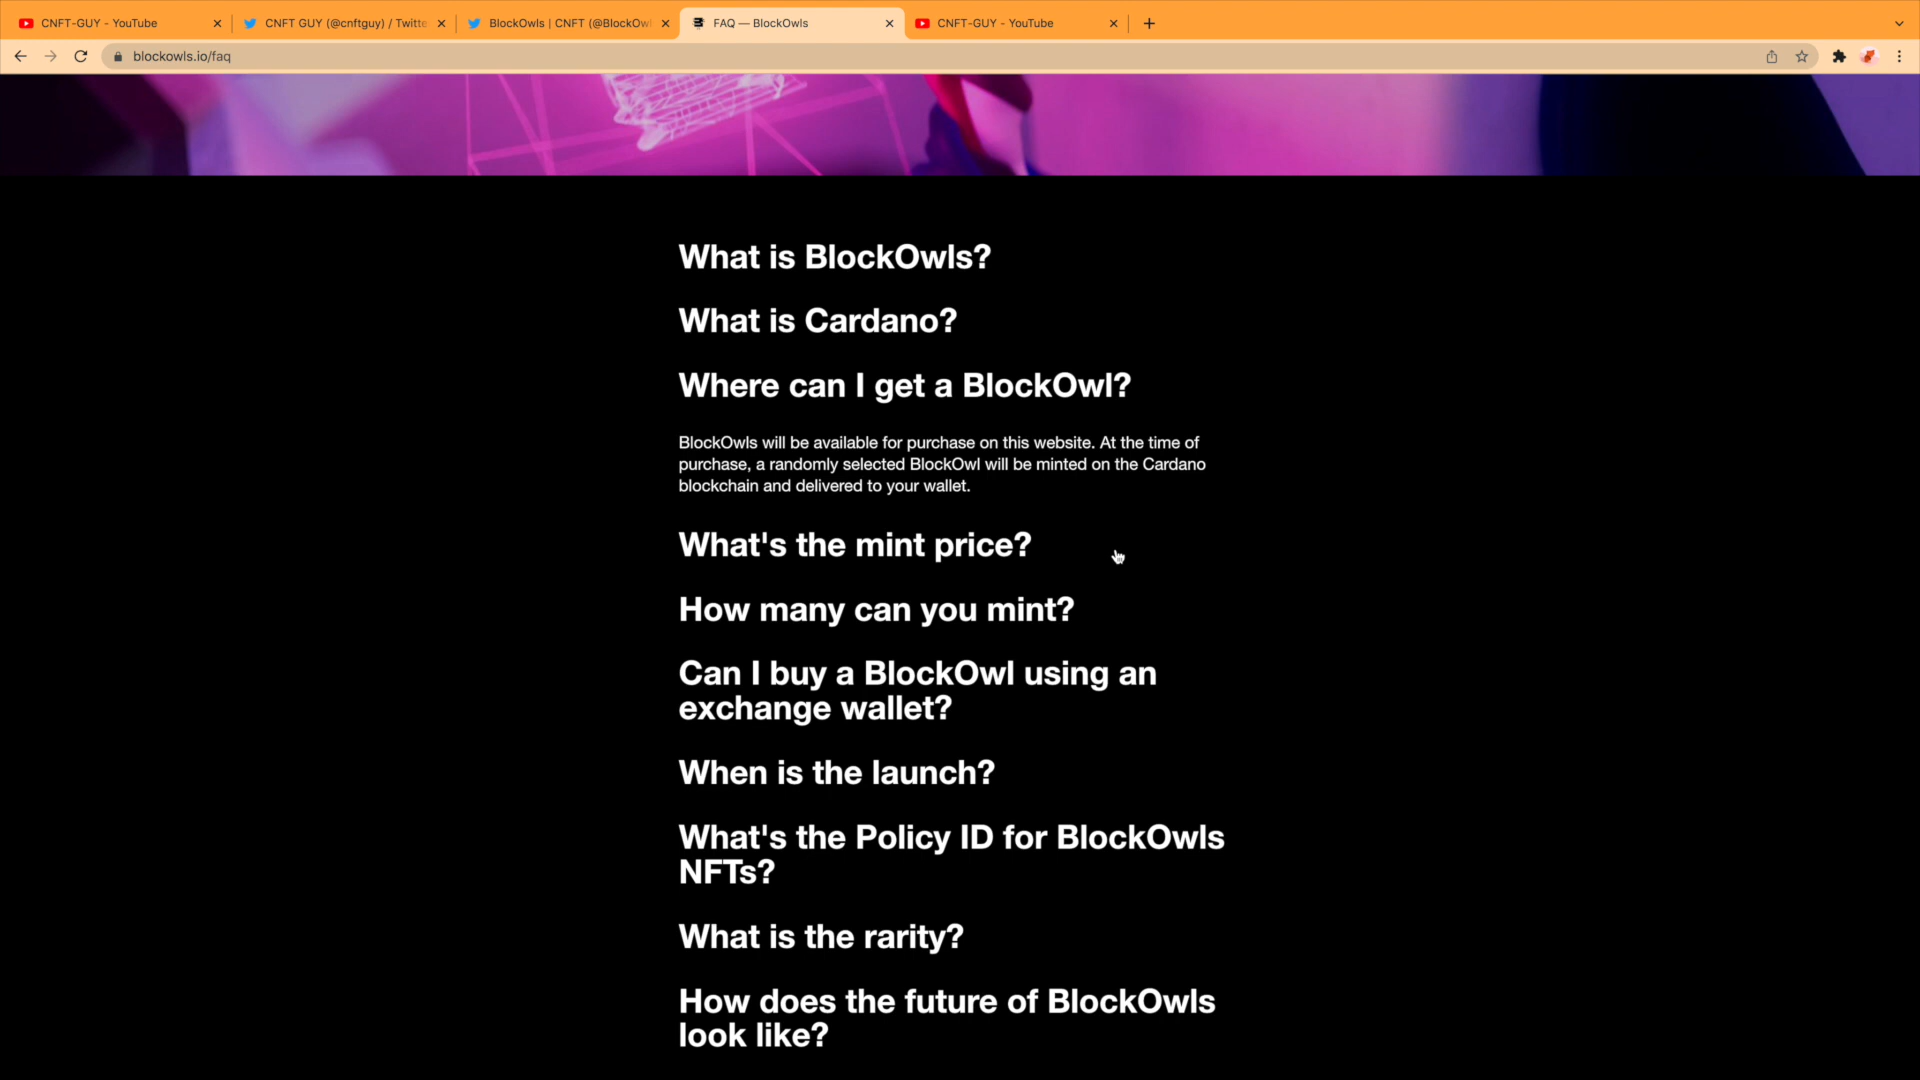 CNFT-GUY - YouTube
CNFT GUY (@cnftguy) / Twitte
BlockOwls | CNFT (@BlockOwl
FAQ — BlockOwls
CNFT-GUY - YouTube
blockowls.io/faq
What is BlockOwls?
What is Cardano?
Where can I get a BlockOwl?
BlockOwls will be available for purchase on this website. At the time of
purchase, a randomly selected BlockOwl will be minted on the Cardano
blockchain and delivered to your wallet.
What's the mint price?
How many can you mint?
Can I buy a BlockOwl using an
exchange wallet?
When is the launch?
What's the Policy ID for BlockOwls
NFTs?
What is the rarity?
How does the future of BlockOwls
look like?